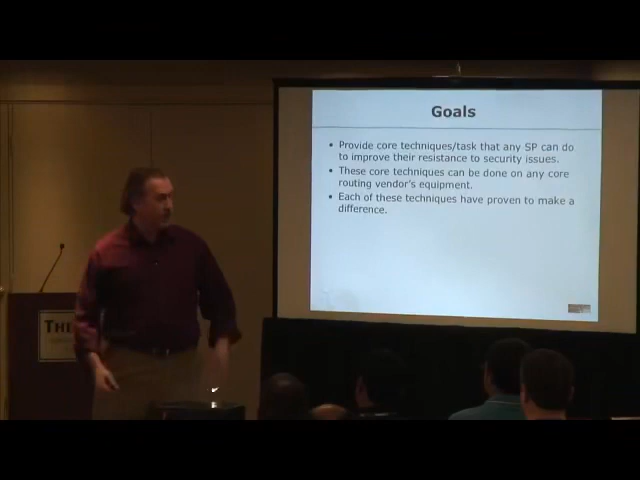 Goals
• Provide core techniques/task that any SP can do
to improve their resistance to security issues.
• These core techniques can be done on any core
routing vendor's equipment.
• Each of these techniques have proven to make a
difference.